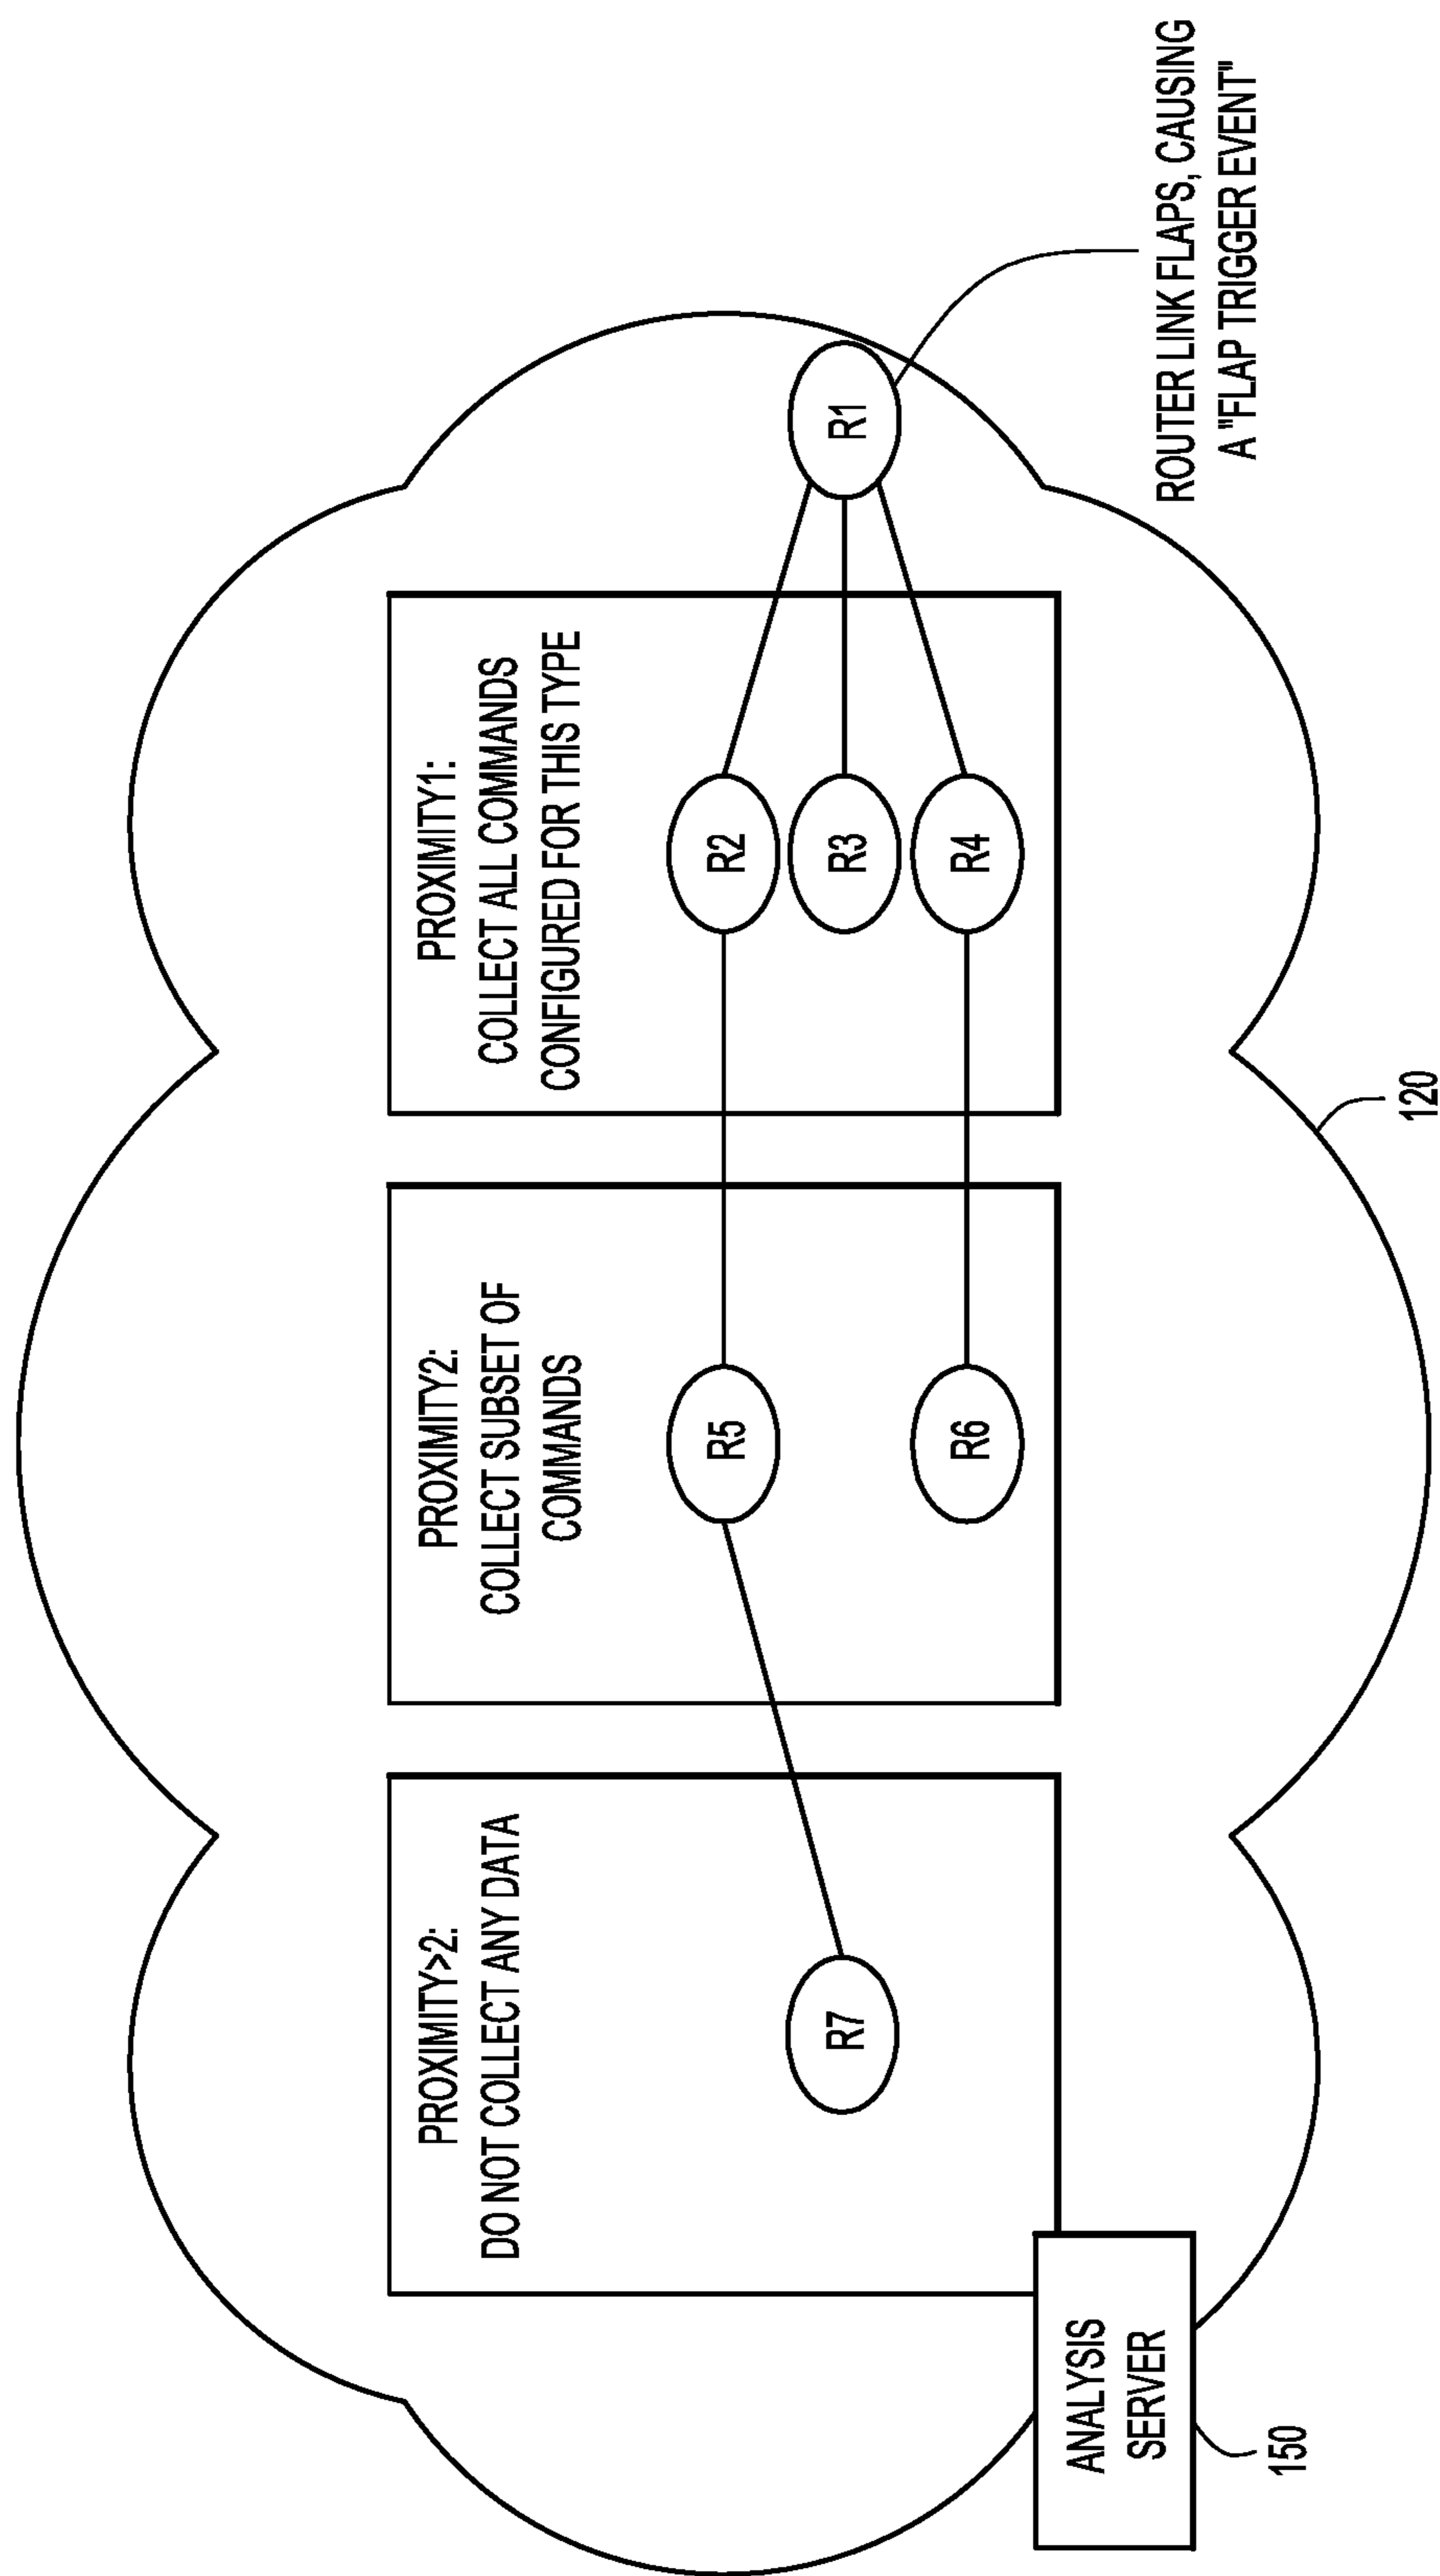 PROXIMITY>2:
DO NOT COLLECT ANY DATA
R7
PROXIMITY2:
COLLECT SUBSET OF
COMMANDS
R5
R6
PROXIMITY1:
COLLECT ALL COMMANDS
CONFIGURED FOR THIS TYPE
R2
R3
R4
R1
ANALYSIS
SERVER
150
120
ROUTER LINK FLAPS, CAUSING
A "FLAP TRIGGER EVENT"